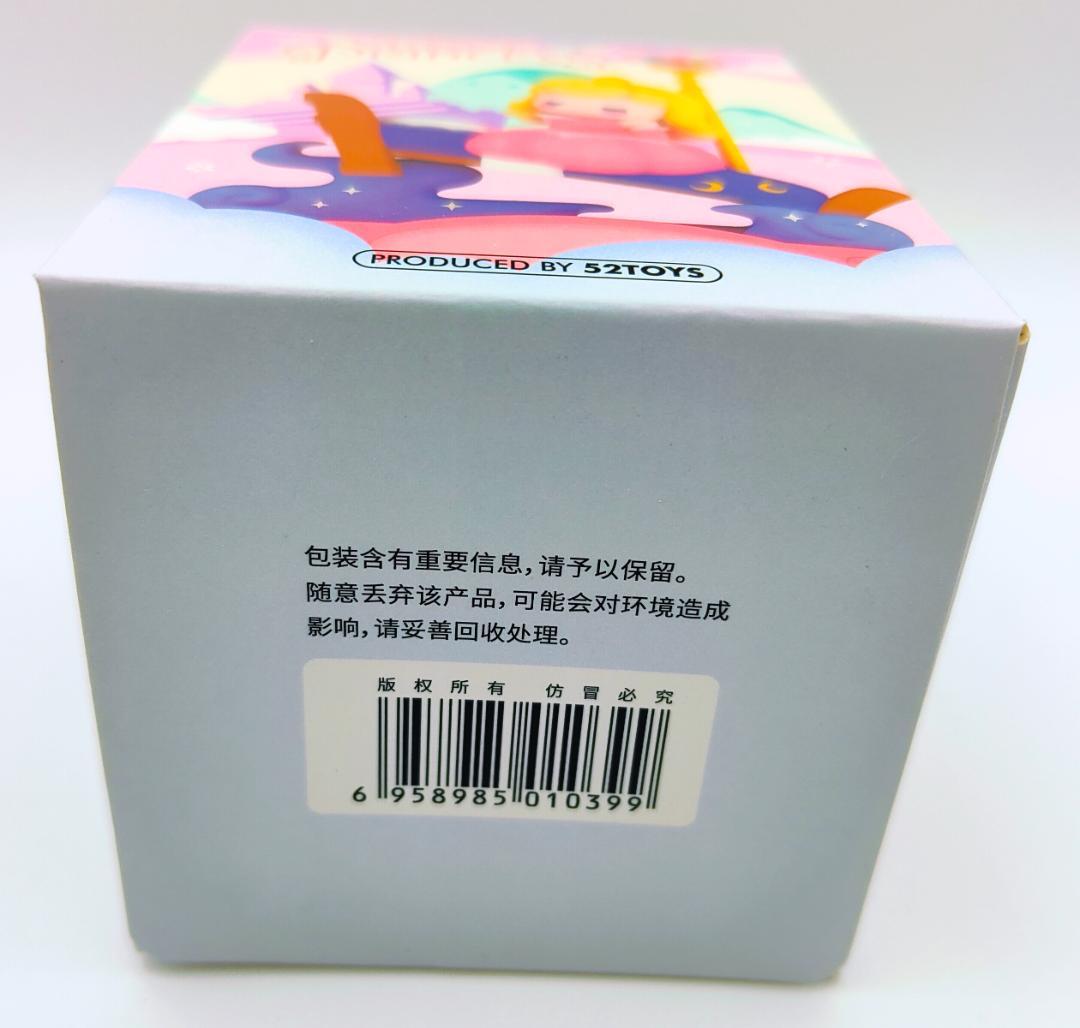 PRODUCED BY 52TOYS
包装含有重要信息,请予以保留。
随意丢弃该产品,可能会对环境造成
影响,请妥善回收处理。
版权所有 仿冒必究
6 958985 010399